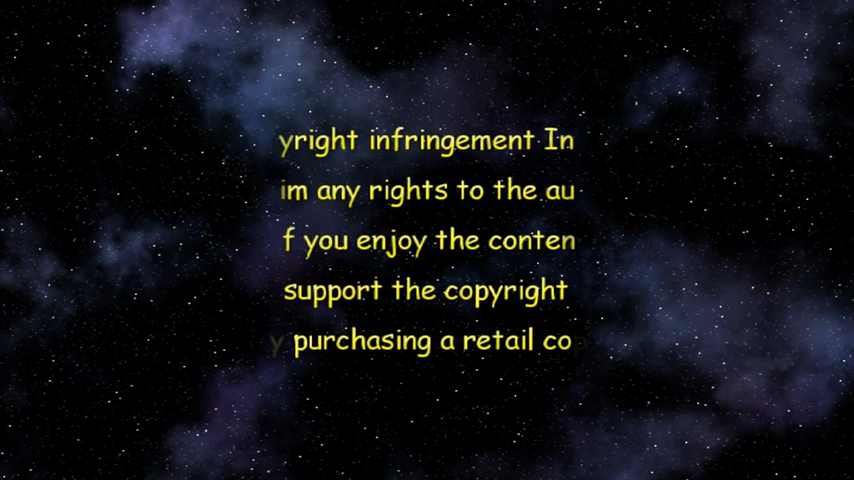 yright infringement In
im any rights to the au
f you enjoy the conten
support the copyright
y purchasing a retail co